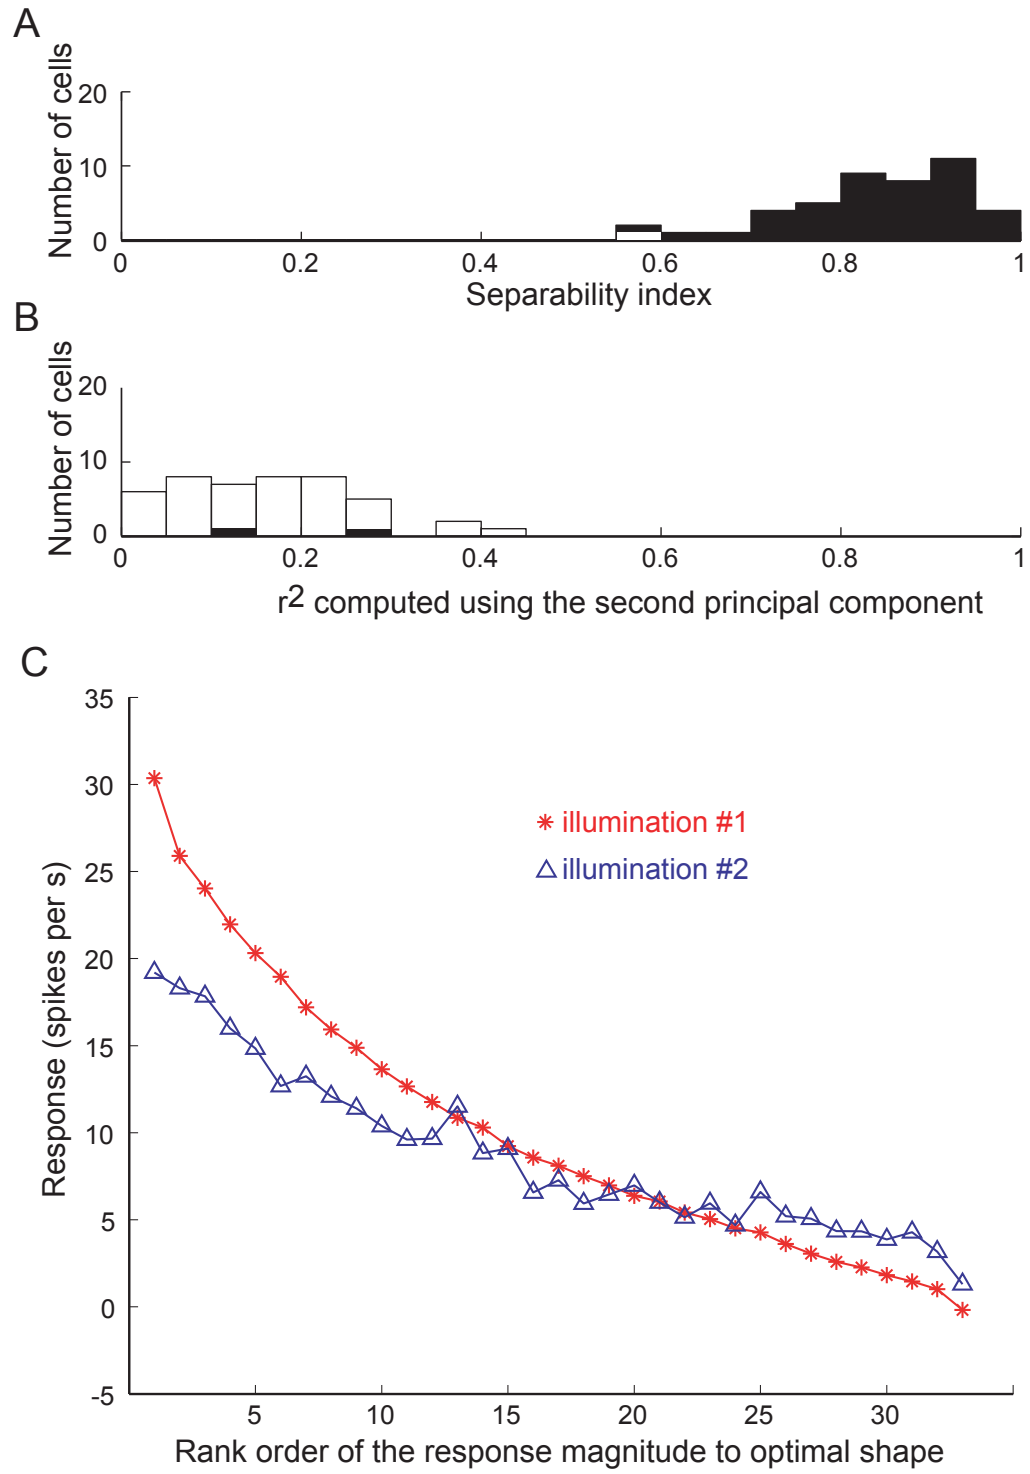 A
Number of cells
20
10
0
0 0.2 0.4 0.6 0.8 1
Separability index
B
Number of cells
20
10
0
0 0.2 0.4 0.6 0.8 1
r2 computed using the second principal component
C
Response (spikes per s)
35
30
25
20
15
10
5
0
-5
illumination #1
illumination #2
5 10 15 20 25 30
Rank order of the response magnitude to optimal shape